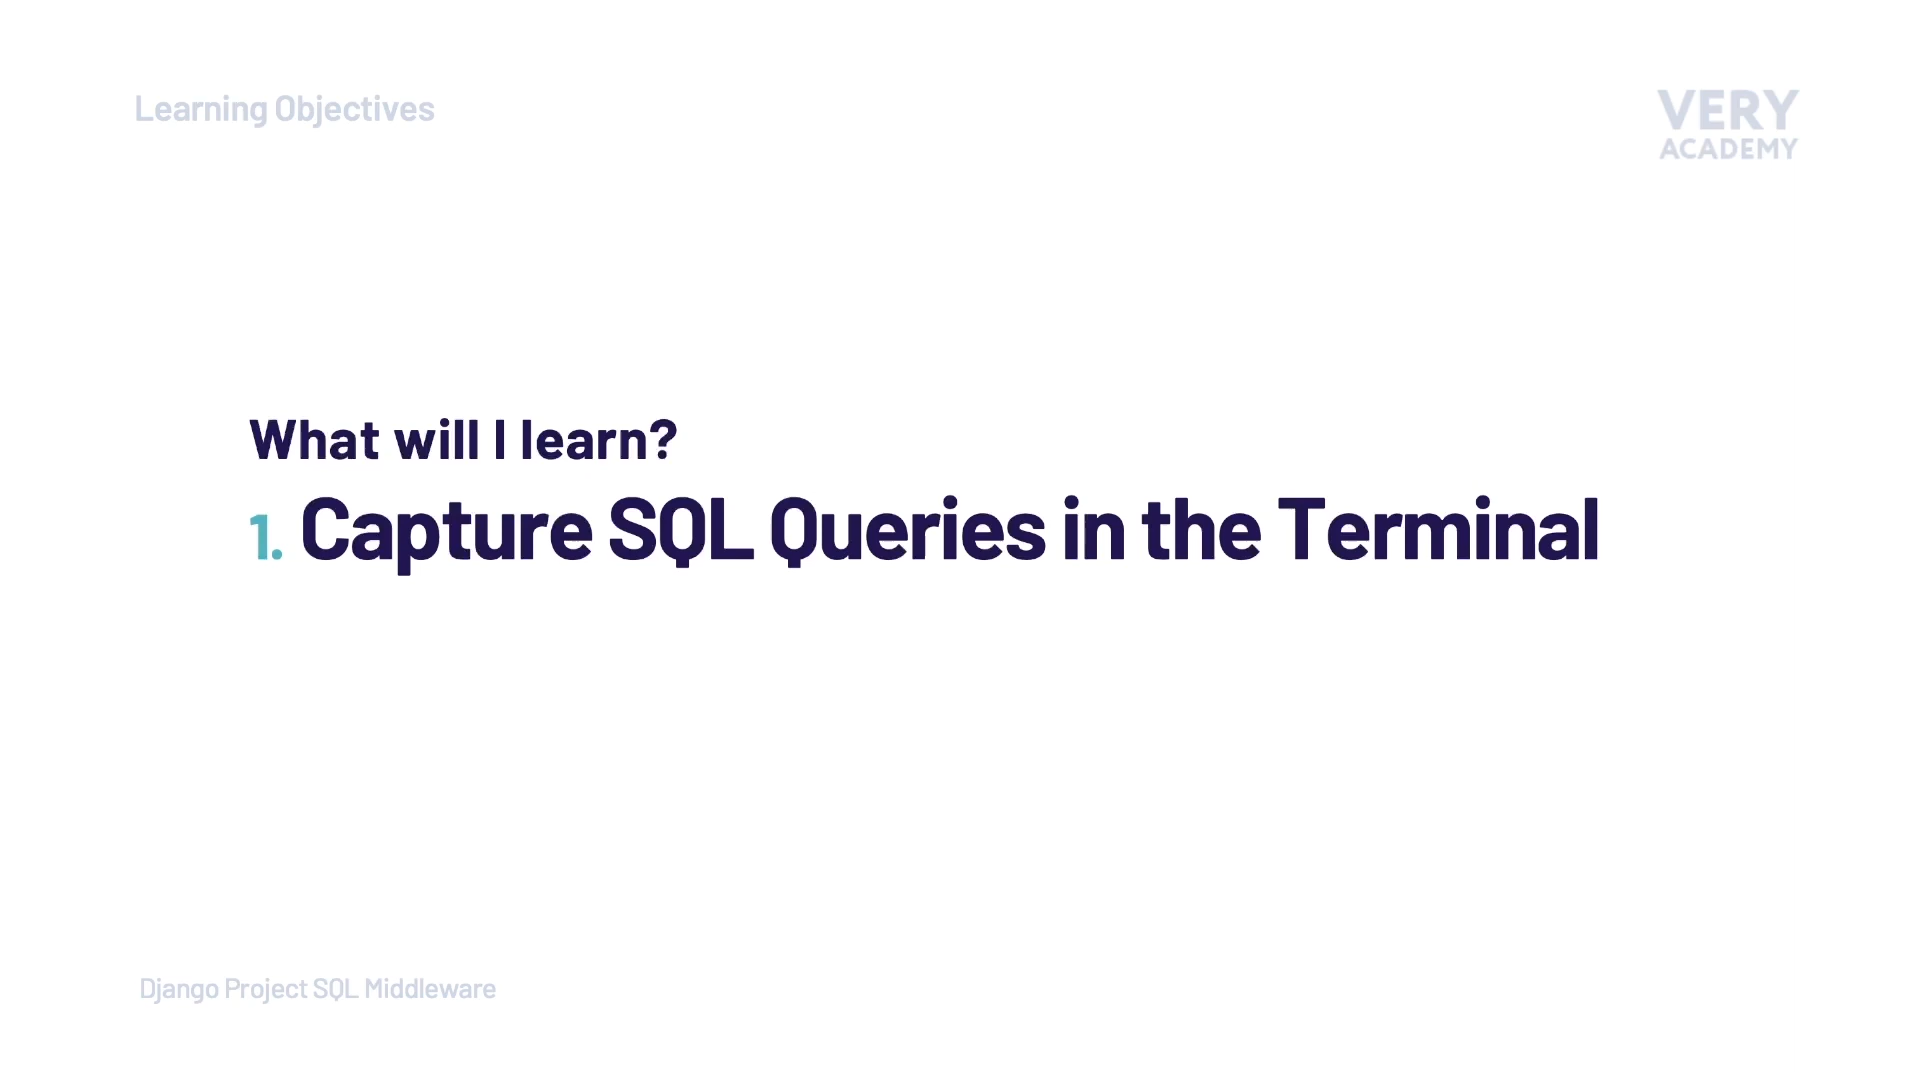 Learning Objectives
VERY
ACADEMY
What will I learn?
1. Capture SQL Queries in the Terminal
Django Project SQL Middleware